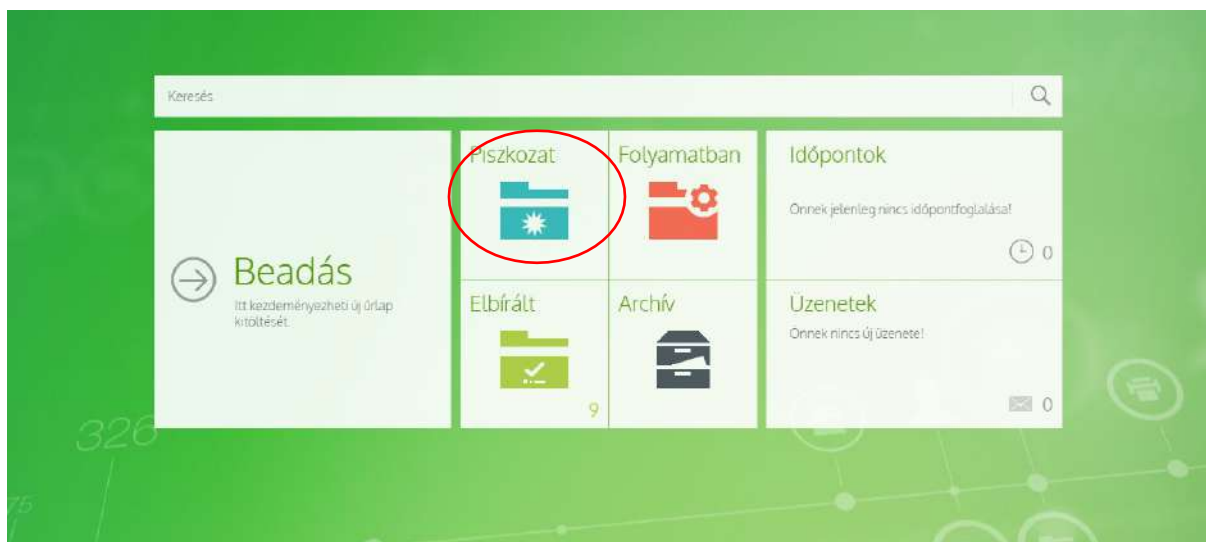 Keresés
Piszkozat
Folyamatban
Időpontok
Önnek jelenleg nincs időpontfoglalása!
0
Beadás
Itt kezdeményezheti új űrlap
kitöltését.
Elbírált
9
Archív
Üzenetek
Önnek nincs új üzenete!
0
326
75